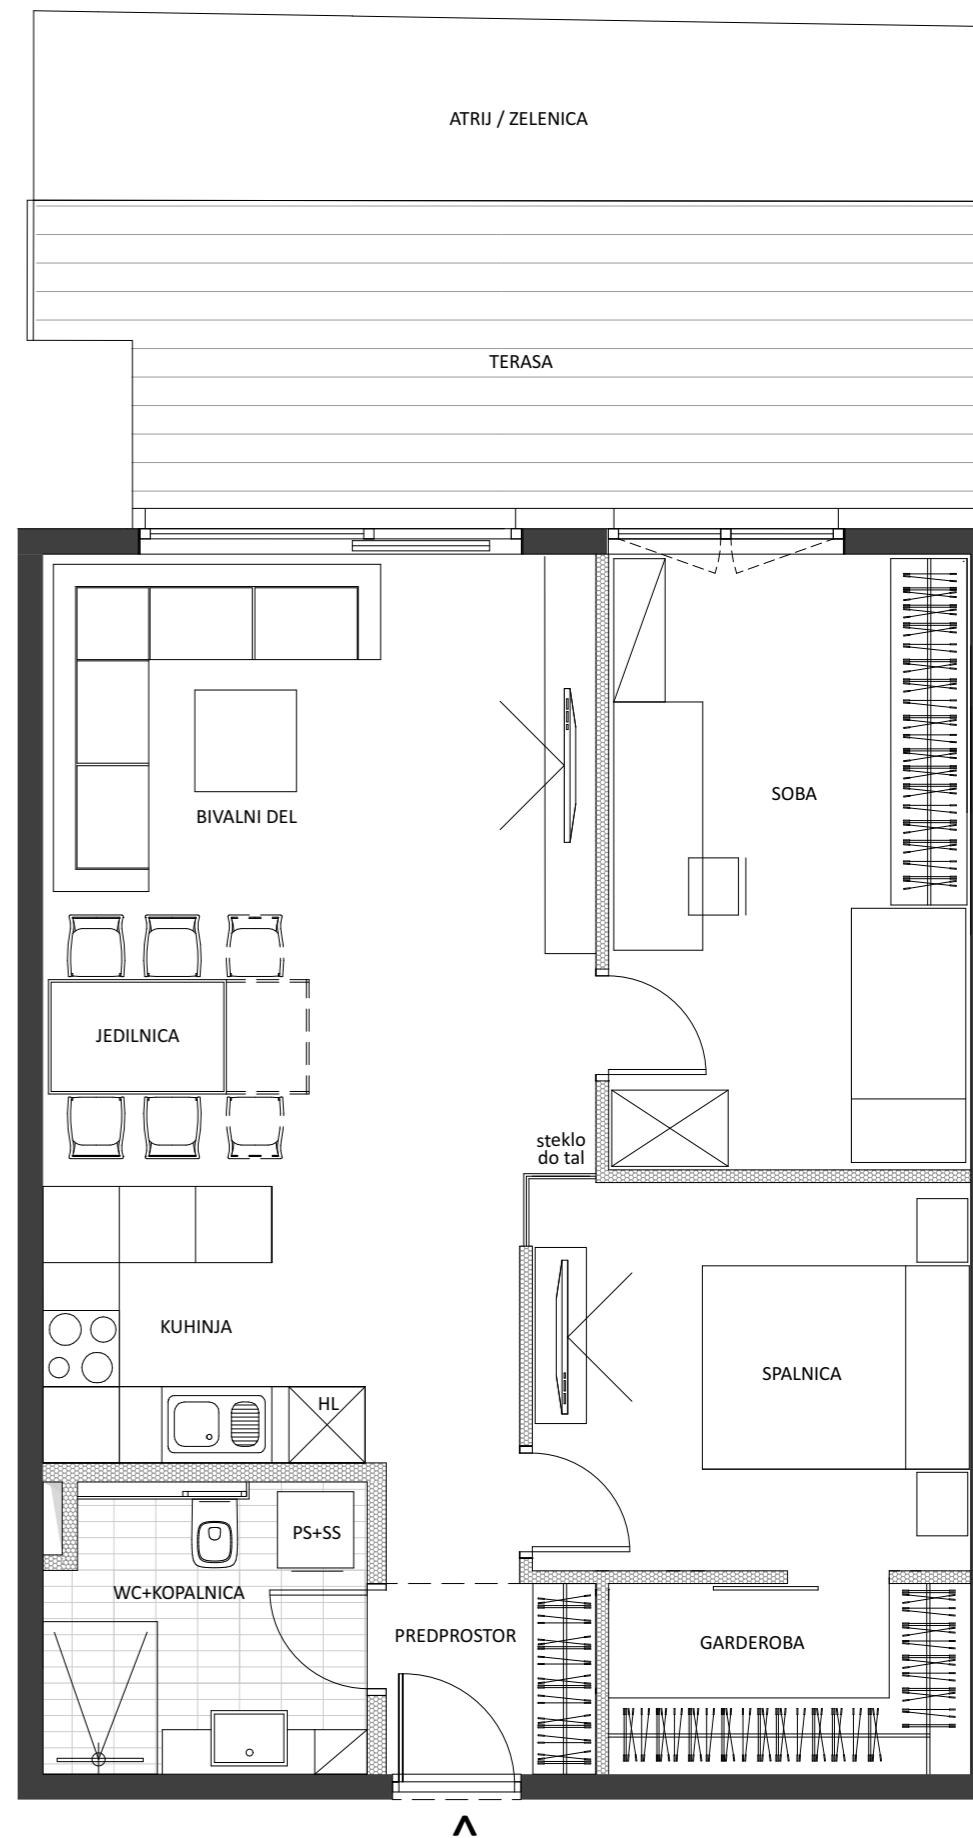 ATRIJ / ZELENICA
TERASA
BIVALNI DEL
SOBA
JEDILNICA
steklo
do tal
KUHINJA
SPALNICA
HL
PS+SS
WC+KOPALNICA
PREDPROSTOR
GARDEROBA